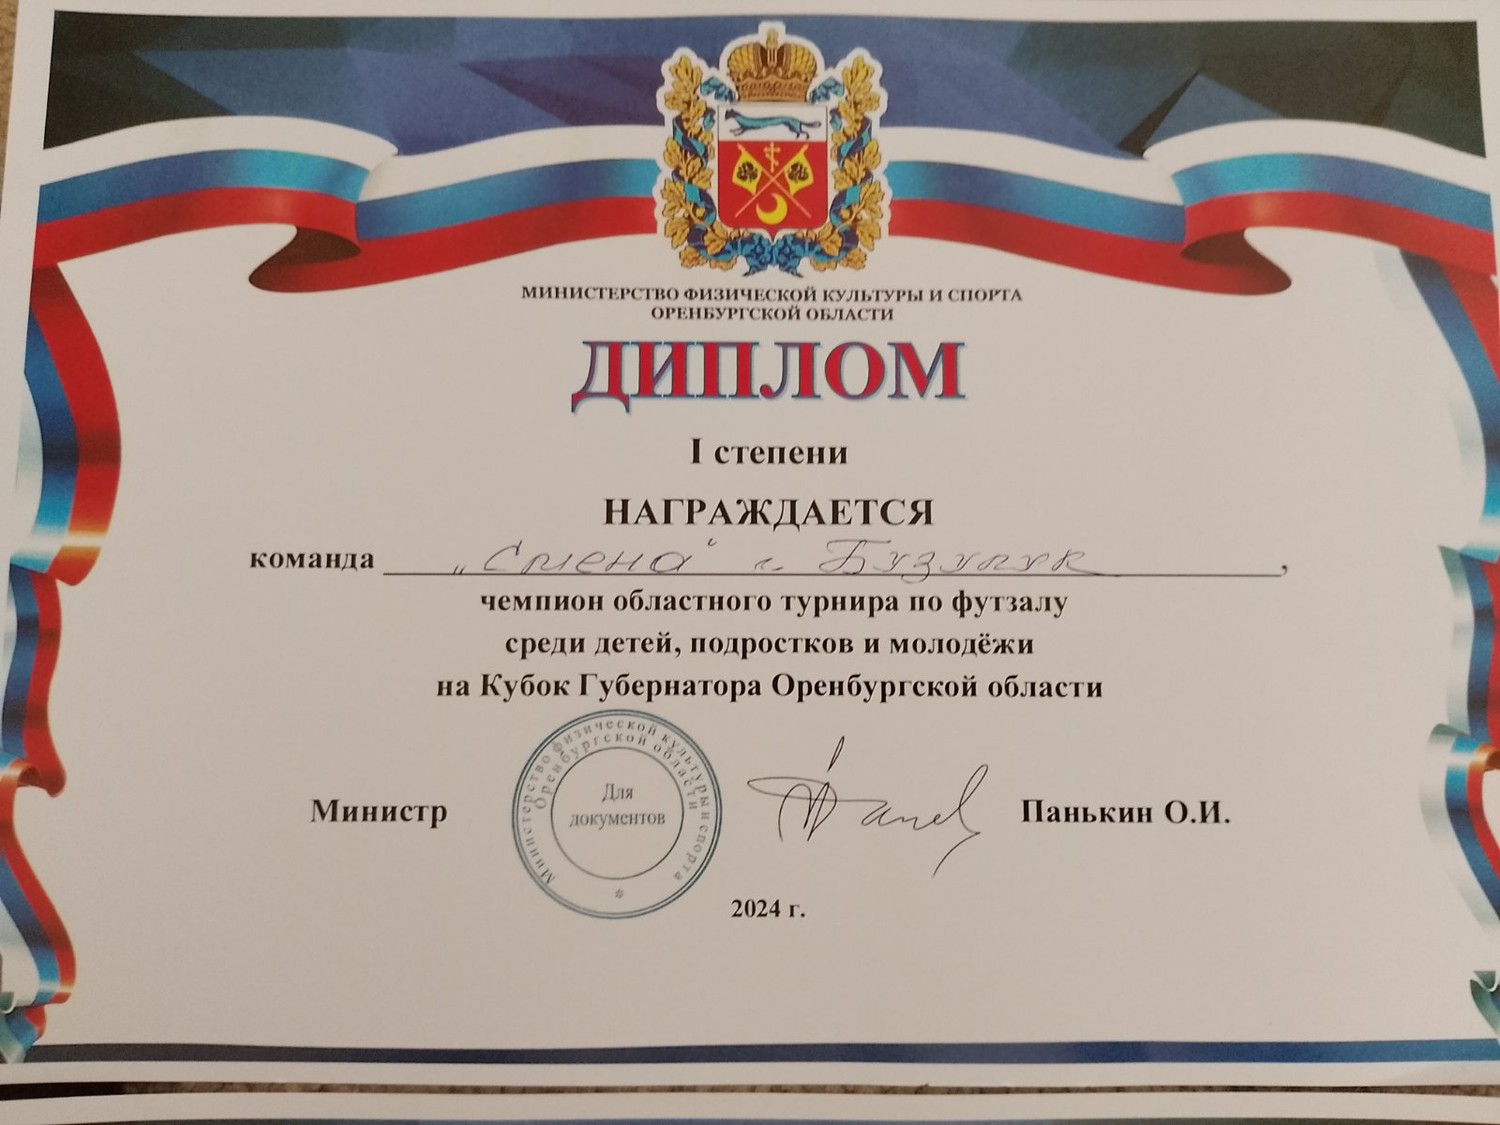 МИНИСТЕРСТВО ФИЗИЧЕСКОЙ КУЛЬТУРЫ И СПОРТА
ОРЕНБУРГСКОЙ ОБЛАСТИ
ДИПЛОМ
I степени
НАГРАЖДАЕТСЯ
команда „Смена“ г. Бузулук,
чемпион областного турнира по футзалу
среди детей, подростков и молодёжи
на Кубок Губернатора Оренбургской области
Министерство физической культуры и спорта
Оренбургской области
Для
документов
Министр Панькин О.И.
2024 г.